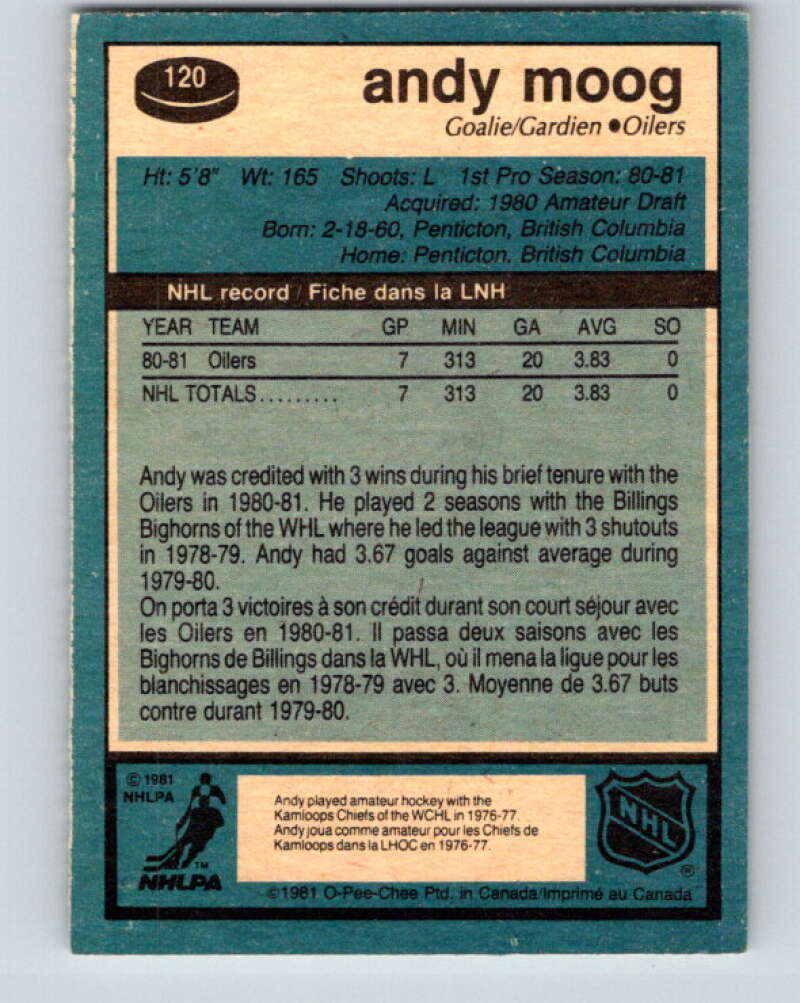 120
andy moog
Goalie/Gardien ●Oilers
Ht: 5'8" Wt: 165 Shoots: L 1st Pro Season: 80-81
Acquired: 1980 Amateur Draft
Born: 2-18-60, Penticton, British Columbia
Home: Penticton, British Columbia
NHL record / Fiche dans la LNH
YEAR TEAM GP MIN GA AVG SO
80-81 Oilers 7 313 20 3.83 0
NHL TOTALS......... 7 313 20 3.83 0
Andy was credited with 3 wins during his brief tenure with the
Oilers in 1980-81. He played 2 seasons with the Billings
Bighorns of the WHL where he led the league with 3 shutouts
in 1978-79. Andy had 3.67 goals against average during
1979-80.
On porta 3 victoires à son crédit durant son court séjour avec
les Oilers en 1980-81. Il passa deux saisons avec les
Bighorns de Billings dans la WHL, où il mena la ligue pour les
blanchissages en 1978-79 avec 3. Moyenne de 3.67 buts
contre durant 1979-80.
© 1981
NHLPA
TM
NHLPA
Andy played amateur hockey with the
Kamloops Chiefs of the WCHL in 1976-77.
Andy joua comme amateur pour les Chiefs de
Kamloops dans la LHOC en 1976-77.
NHL
®
©1981 O-Pee-Chee Ptd. in Canada/Imprimé au Canada